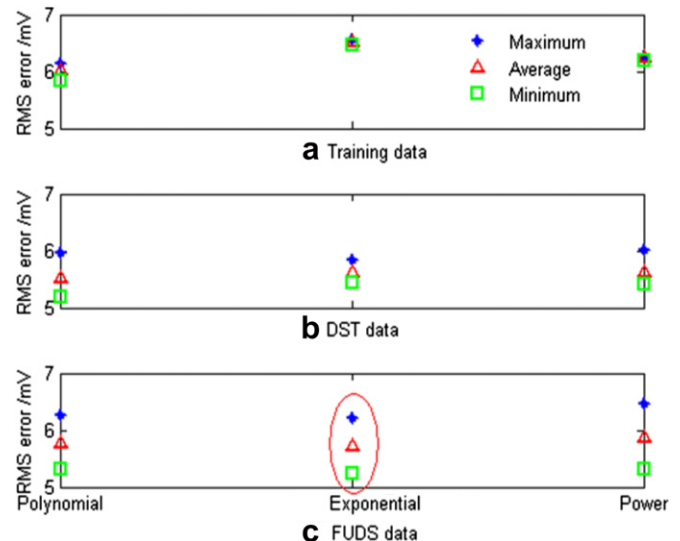 7
6
5
RMS error /mV
Maximum
Average
Minimum
a Training data
7
6
5
RMS error /mV
b DST data
7
6
5
PRMS error /mV
Polynomial Exponential Power
c FUDS data